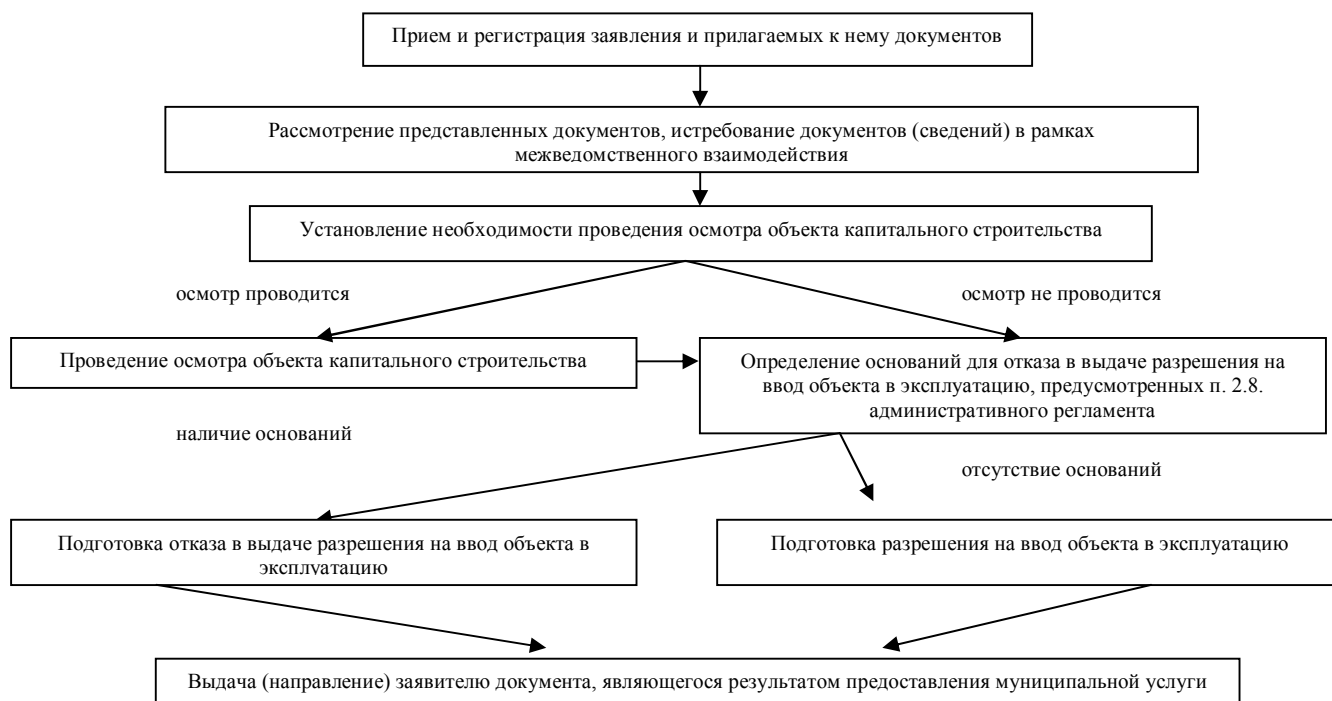 Прием и регистрация заявления и прилагаемых к нему документов
Рассмотрение представленных документов, истребование документов (сведений) в рамках
межведомственного взаимодействия
Установление необходимости проведения осмотра объекта капитального строительства
осмотр проводится
осмотр не проводится
Проведение осмотра объекта капитального строительства
Определение оснований для отказа в выдаче разрешения на
ввод объекта в эксплуатацию, предусмотренных п. 2.8.
административного регламента
наличие оснований
отсутствие оснований
Подготовка отказа в выдаче разрешения на ввод объекта в
эксплуатацию
Подготовка разрешения на ввод объекта в эксплуатацию
Выдача (направление) заявителю документа, являющегося результатом предоставления муниципальной услуги